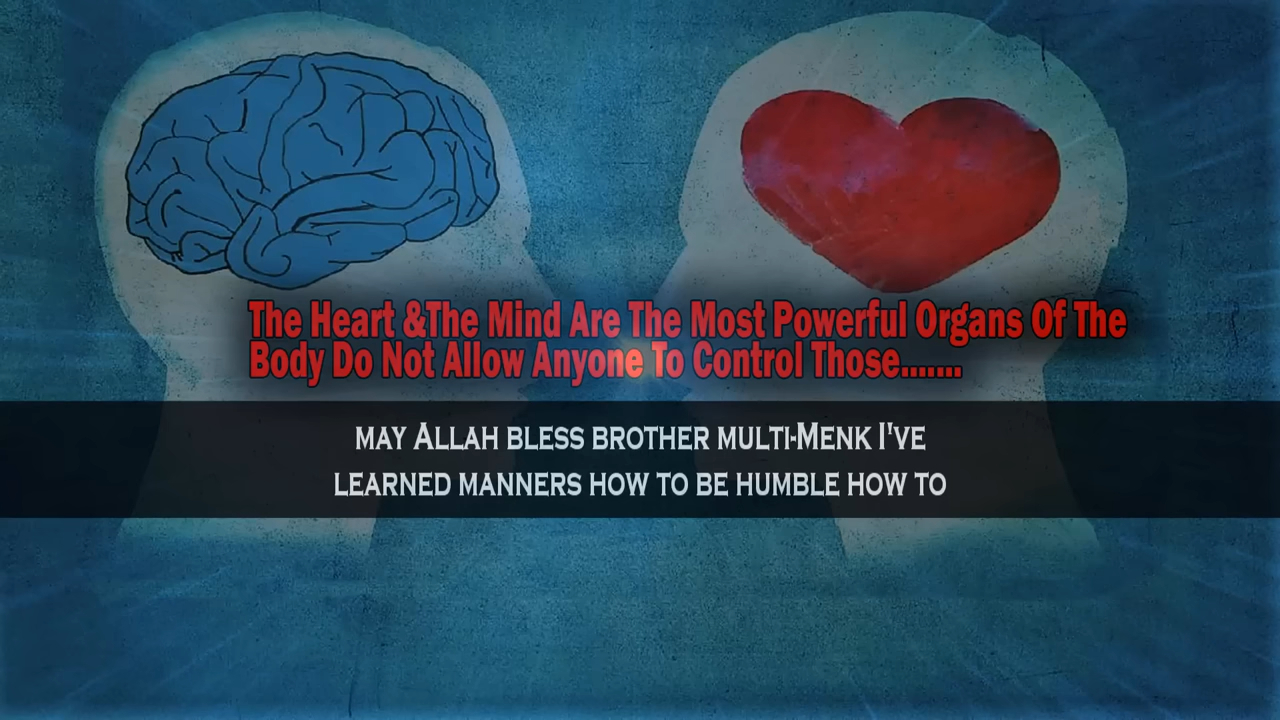 The Heart &The Mind Are The Most Powerful Organs Of The
Body Do Not Allow Anyone To Control Those.......
may Allah bless brother multi-Menk I've
learned manners how to be humble how to